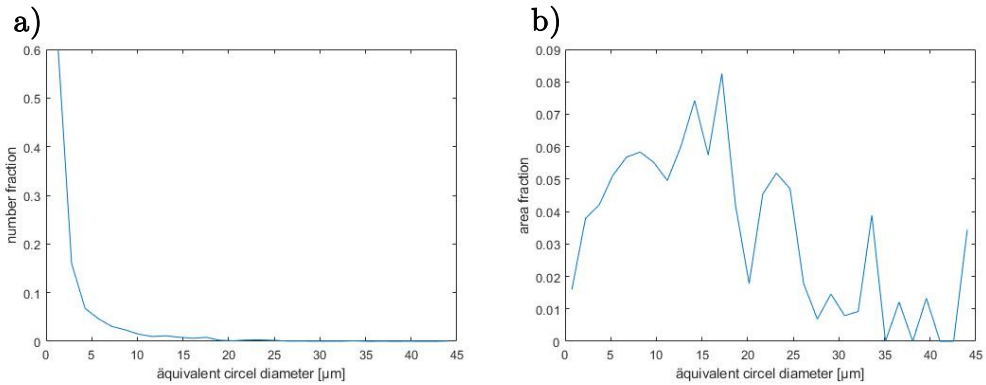 a)
0.6
0.5
0.4
0.3
0.2
0.1
0
number fraction
0 5 10 15 20 25 30 35 40 45
äquivalent circel diameter [µm]
b)
0.09
0.08
0.07
0.06
0.05
0.04
0.03
0.02
0.01
0
area fraction
0 5 10 15 20 25 30 35 40 45
äquivalent circel diameter [µm]